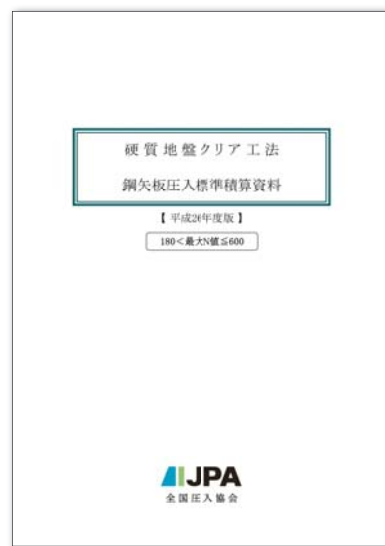 硬質地盤クリア工法
鋼矢板圧入標準積算資料
【 平成26年度版 】
180<最大N値≦600
JPA
全国圧入協会